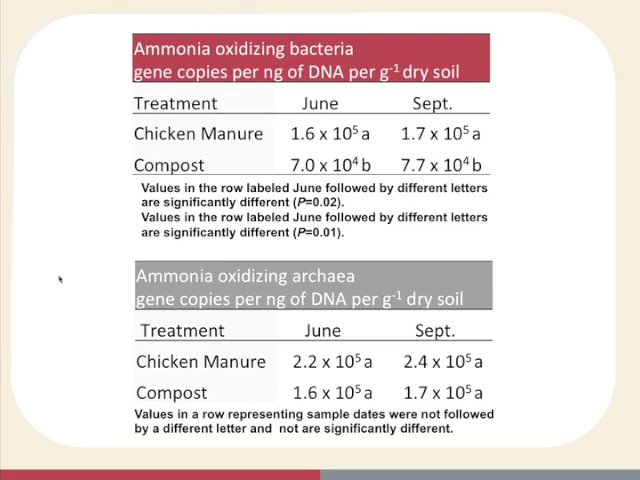 Ammonia oxidizing bacteria
gene copies per ng of DNA per g⁻¹ dry soil
Treatment June Sept.
Chicken Manure 1.6 x 10⁵ a 1.7 x 10⁵ a
Compost 7.0 x 10⁴ b 7.7 x 10⁴ b
Values in the row labeled June followed by different letters
are significantly different (P=0.02).
Values in the row labeled June followed by different letters
are significantly different (P=0.01).
Ammonia oxidizing archaea
gene copies per ng of DNA per g⁻¹ dry soil
Treatment June Sept.
Chicken Manure 2.2 x 10⁵ a 2.4 x 10⁵ a
Compost 1.6 x 10⁵ a 1.7 x 10⁵ a
Values in a row representing sample dates were not followed
by a different letter and not are significantly different.